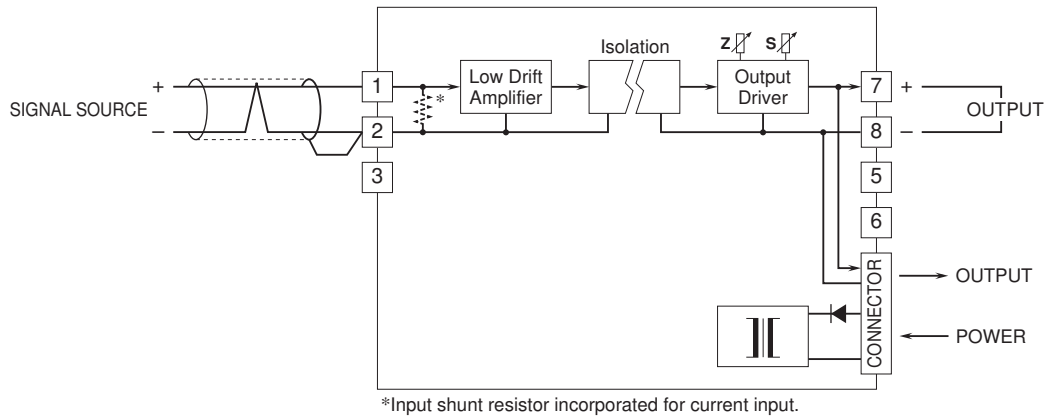 Isolation
Z S
+ 1 Low Drift Amplifier Output Driver 7 +
SIGNAL SOURCE * OUTPUT
− 2 8 −
3 5
6
CONNECTOR
OUTPUT
POWER
*Input shunt resistor incorporated for current input.